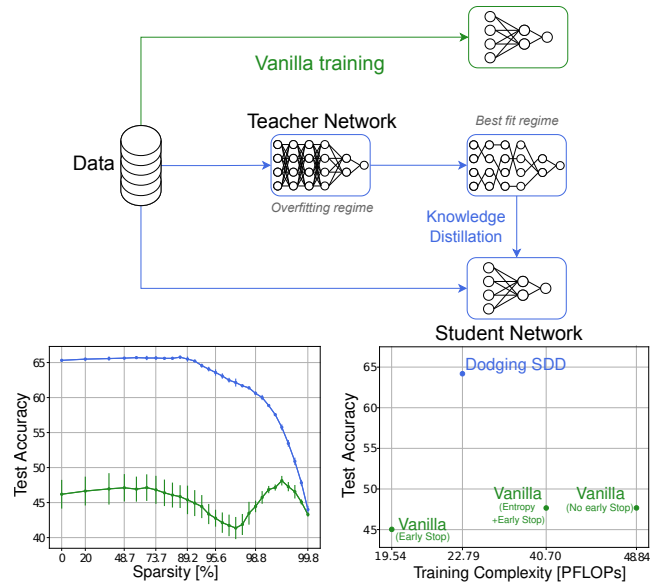 Vanilla training
Teacher Network
Best fit regime
Data
Overfitting regime
Knowledge
Distillation
Student Network
Test Accuracy
65
60
55
50
45
40
0 20 48.7 73.7 89.2 95.6 98.8 99.8
Sparsity [%]
Test Accuracy
65
60
55
50
45
Dodging SDD
Vanilla
(Early Stop)
Vanilla
(Entropy
+Early Stop)
Vanilla
(No early Stop)
19.54 22.79 40.70 48.84
Training Complexity [PFLOPs]